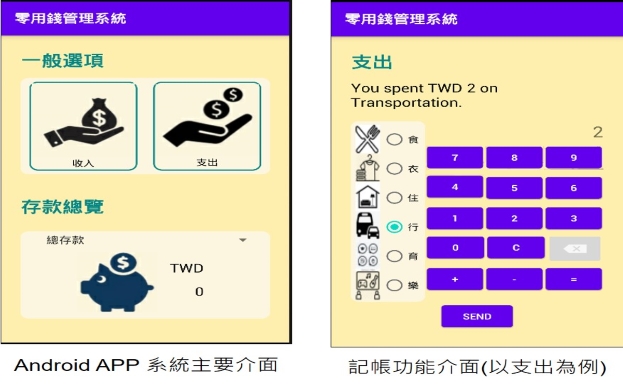 零用錢管理系統
一般選項
收入
支出
存款總覽
總存款
TWD
0
Android APP 系統主要介面
零用錢管理系統
支出
You spent TWD 2 on
Transportation.
2
食
衣
住
行
育
樂
7 8 9
4 5 6
1 2 3
0 C
+ - =
SEND
記帳功能介面(以支出為例)